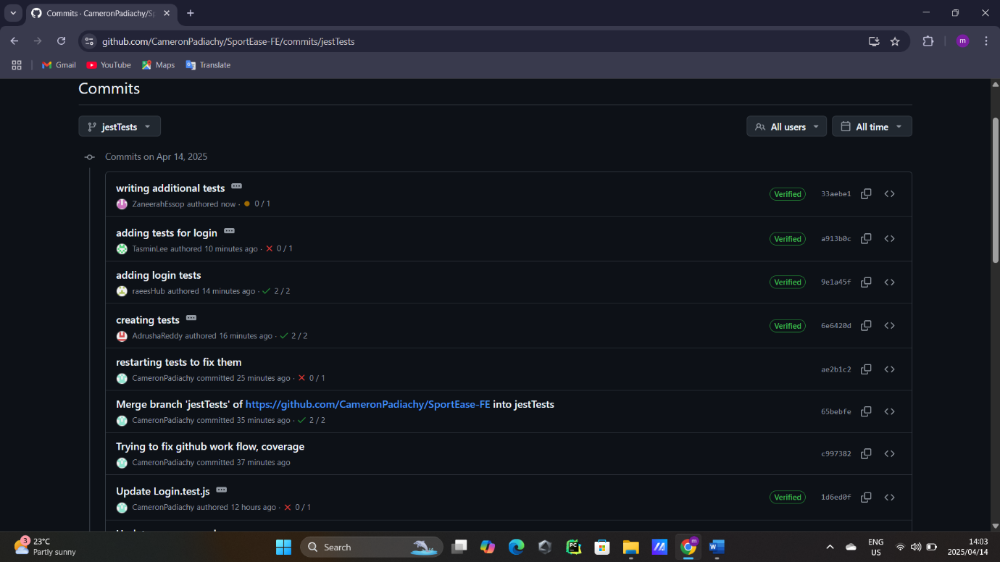 Commits · CameronPadiachy/Sp
github.com/CameronPadiachy/SportEase-FE/commits/jestTests
m
Gmail YouTube Maps Translate
Commits
jestTests
All users All time
Commits on Apr 14, 2025
writing additional tests
Verified 33aebe1
ZaneerahEssop authored now · 0 / 1
adding tests for login
Verified a913b0c
TasminLee authored 10 minutes ago · 0 / 1
adding login tests
Verified 9e1a45f
raeesHub authored 14 minutes ago · 2 / 2
creating tests
Verified 6e6420d
AdrushaReddy authored 16 minutes ago · 2 / 2
restarting tests to fix them
ae2b1c2
CameronPadiachy committed 25 minutes ago · 0 / 1
Merge branch 'jestTests' of https://github.com/CameronPadiachy/SportEase-FE into jestTests
65bebfe
CameronPadiachy committed 35 minutes ago · 2 / 2
Trying to fix github work flow, coverage
c997382
CameronPadiachy committed 37 minutes ago
Update Login.test.js
Verified 1d6ed0f
CameronPadiachy authored 12 hours ago · 0 / 1
3
23°C
Partly sunny
Search
ENG
US
14:03
2025/04/14